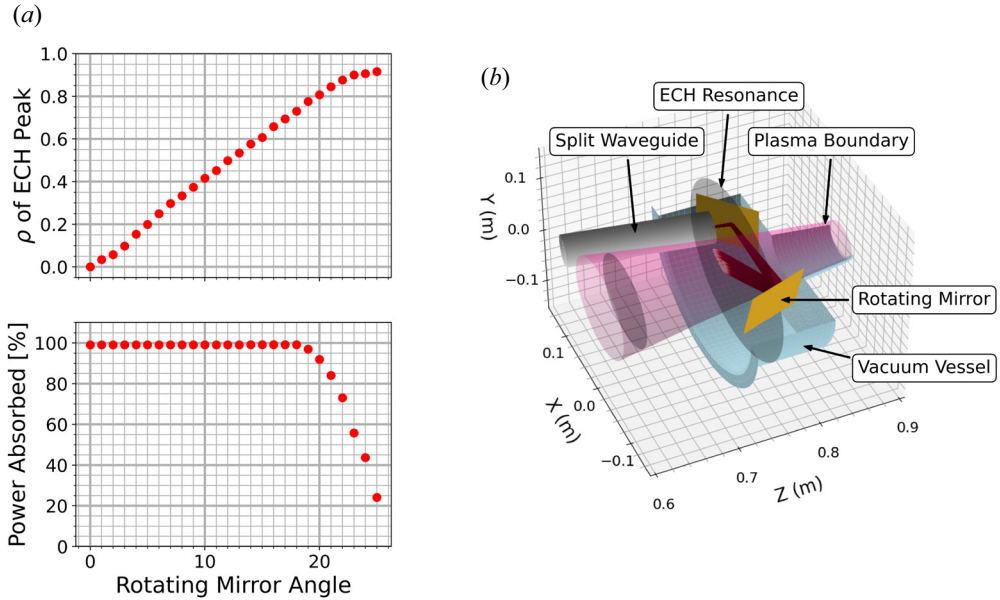 (a)
1.0
0.8
0.6
0.4
0.2
0.0
ρ of ECH Peak
100
80
60
40
20
0
Power Absorbed [%]
0
10
20
Rotating Mirror Angle
(b)
ECH Resonance
Split Waveguide
Plasma Boundary
Rotating Mirror
Vacuum Vessel
0.1
0.0
−0.1
Y (m)
0.1
0.0
−0.1
X (m)
0.6
0.7
0.8
0.9
Z (m)